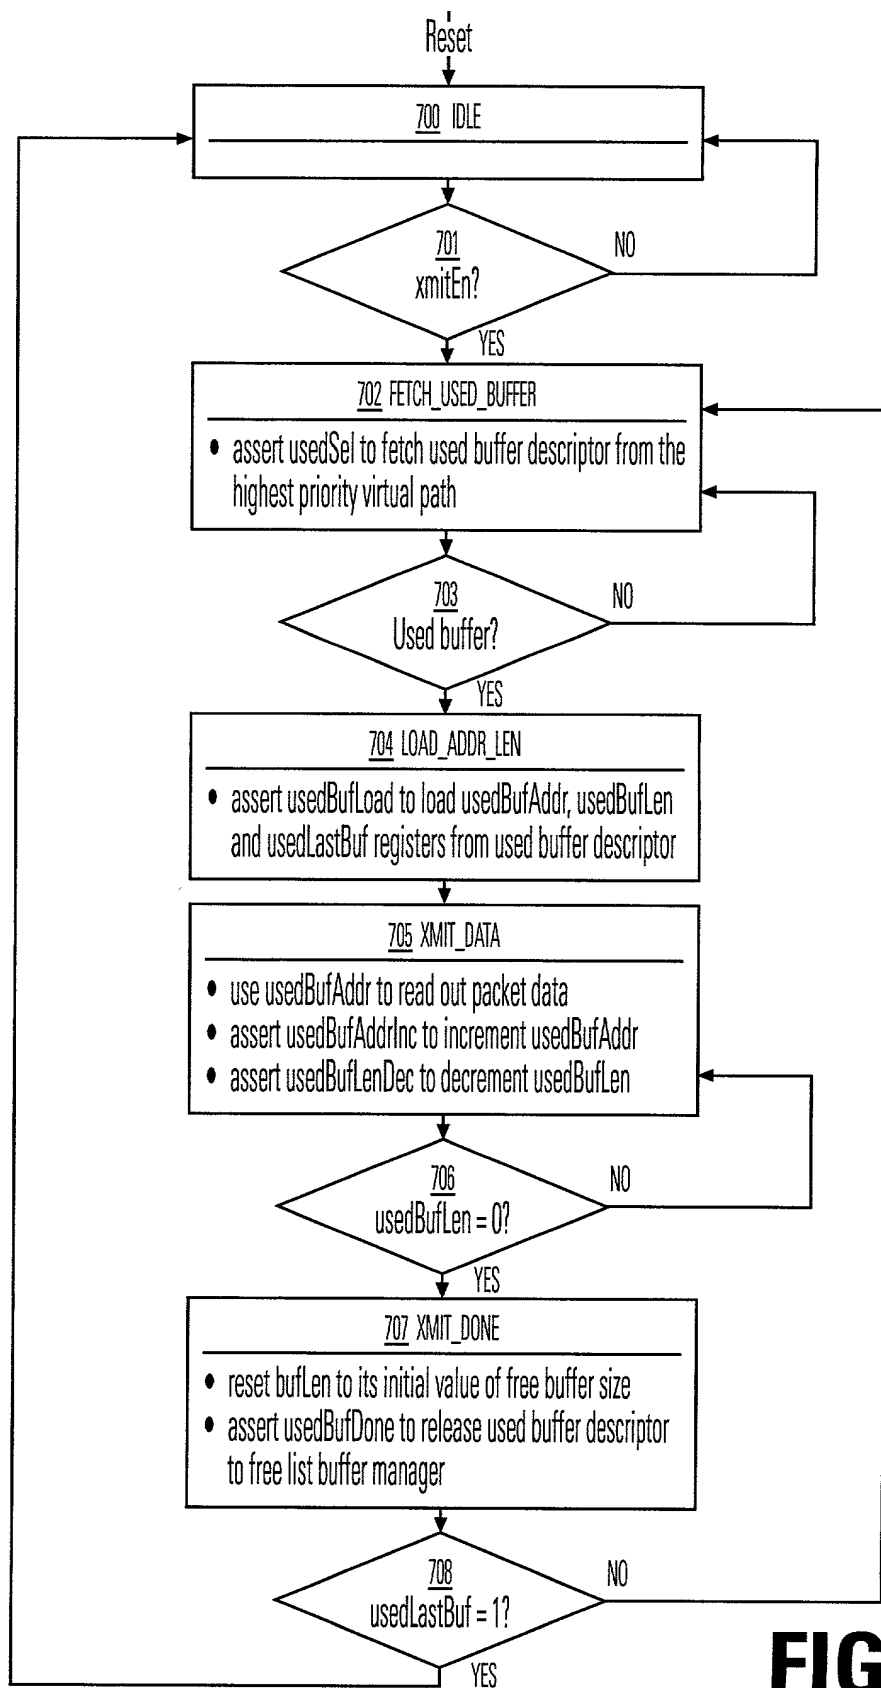 Reset
700 IDLE
701
xmitEn?
NO
YES
702 FETCH_USED_BUFFER
• assert usedSel to fetch used buffer descriptor from the
highest priority virtual path
703
Used buffer?
NO
YES
704 LOAD_ADDR_LEN
• assert usedBufLoad to load usedBufAddr, usedBufLen
and usedLastBuf registers from used buffer descriptor
705 XMIT_DATA
• use usedBufAddr to read out packet data
• assert usedBufAddrInc to increment usedBufAddr
• assert usedBufLenDec to decrement usedBufLen
706
usedBufLen = 0?
NO
YES
707 XMIT_DONE
• reset bufLen to its initial value of free buffer size
• assert usedBufDone to release used buffer descriptor
to free list buffer manager
708
usedLastBuf = 1?
NO
YES
FIG